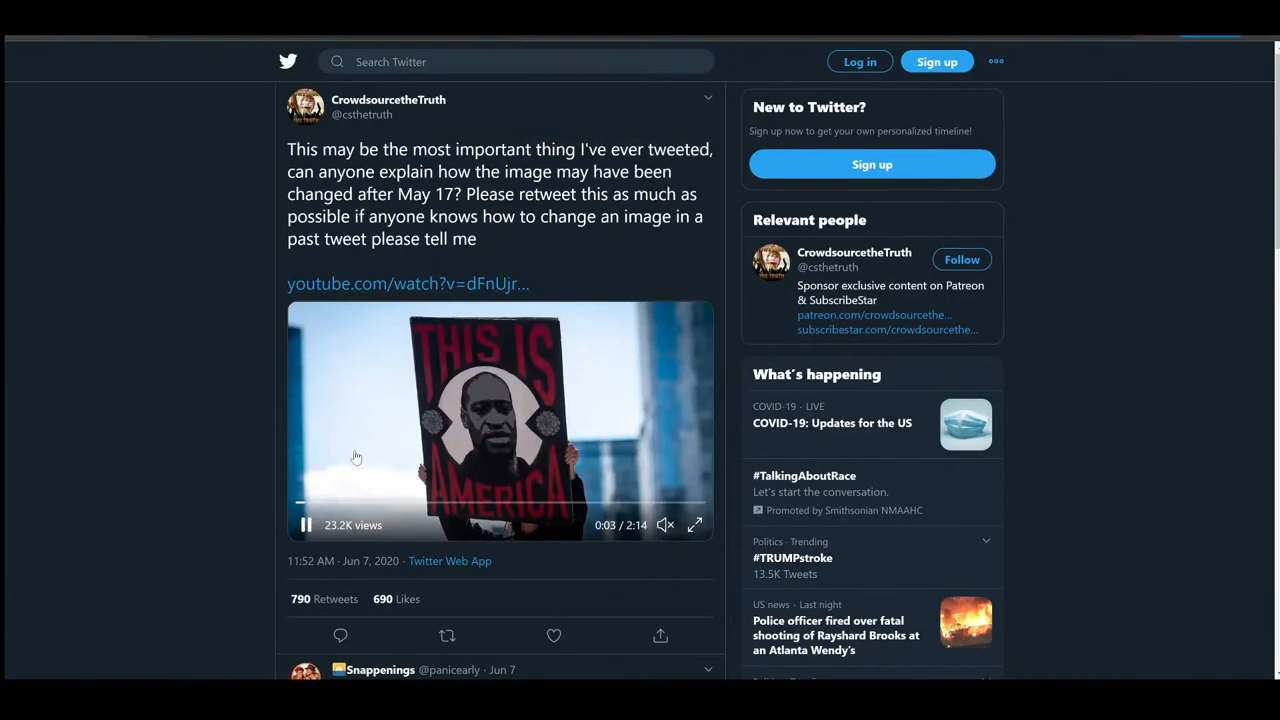 Search Twitter
Log in
Sign up
CrowdsourcetheTruth
@csthetruth
This may be the most important thing I've ever tweeted,
can anyone explain how the image may have been
changed after May 17? Please retweet this as much as
possible if anyone knows how to change an image in a
past tweet please tell me
youtube.com/watch?v=dFnUjr...
THIS IS
AMERICA
23.2K views
0:03 / 2:14
11:52 AM · Jun 7, 2020 · Twitter Web App
790 Retweets 690 Likes
Snappenings @panicearly · Jun 7
New to Twitter?
Sign up now to get your own personalized timeline!
Sign up
Relevant people
CrowdsourcetheTruth
@csthetruth
Follow
Sponsor exclusive content on Patreon
& SubscribeStar
patreon.com/crowdsourcethe...
subscribestar.com/crowdsourcethe...
What's happening
COVID-19 · LIVE
COVID-19: Updates for the US
#TalkingAboutRace
Let's start the conversation.
Promoted by Smithsonian NMAAHC
Politics · Trending
#TRUMPstroke
13.5K Tweets
US news · Last night
Police officer fired over fatal
shooting of Rayshard Brooks at
an Atlanta Wendy's